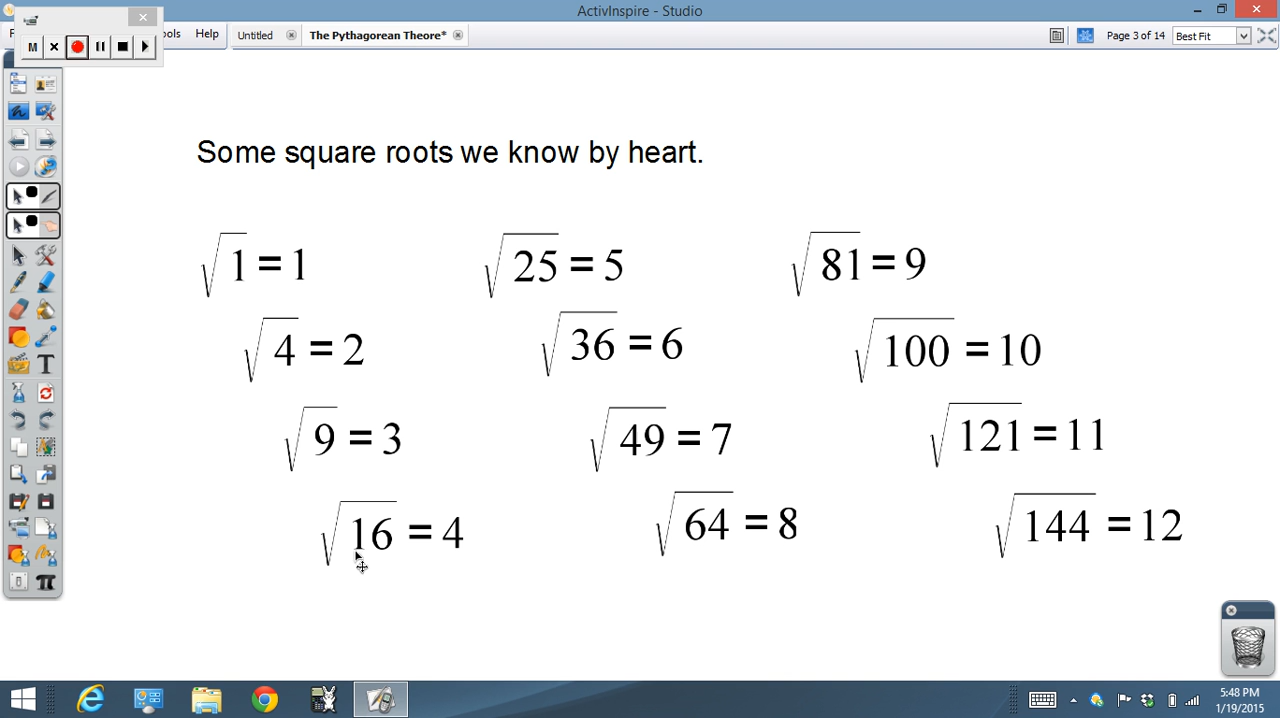 ActivInspire - Studio
ools Help Untitled The Pythagorean Theore* Page 3 of 14 Best Fit
M
Some square roots we know by heart.
√1 = 1 √25 = 5 √81 = 9
√4 = 2 √36 = 6 √100 = 10
√9 = 3 √49 = 7 √121 = 11
√16 = 4 √64 = 8 √144 = 12
T
π
5:48 PM
1/19/2015